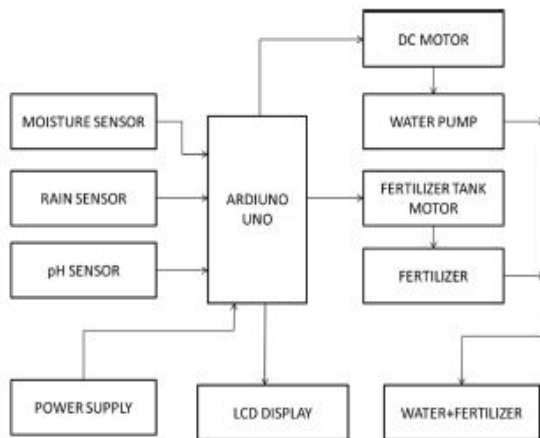 DC MOTOR
MOISTURE SENSOR
WATER PUMP
RAIN SENSOR
ARDIUNO
UNO
FERTILIZER TANK
MOTOR
pH SENSOR
FERTILIZER
POWER SUPPLY
LCD DISPLAY
WATER+FERTILIZER